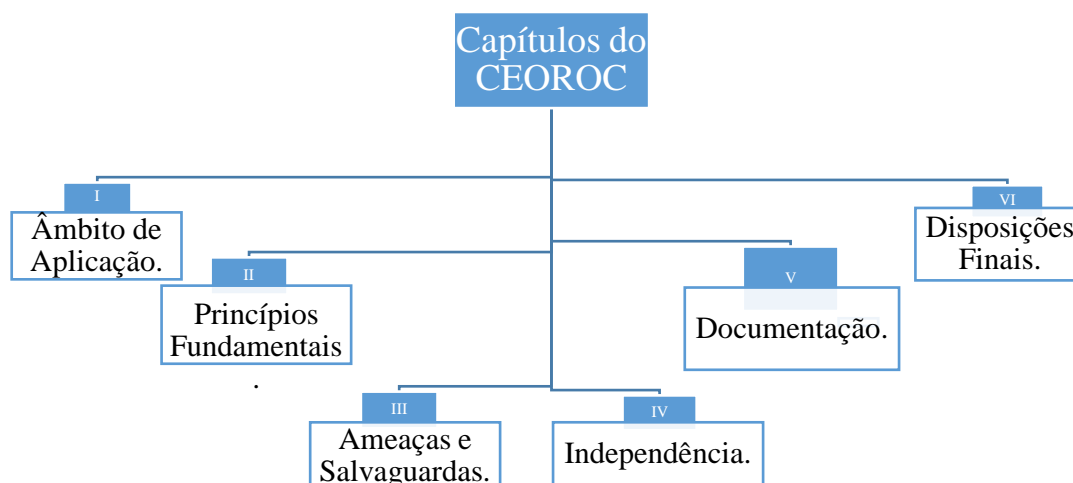 Capítulos do
CEOROC
I
Âmbito de
Aplicação.
II
Princípios
Fundamentais
.
III
Ameaças e
Salvaguardas.
IV
Independência.
V
Documentação.
VI
Disposições
Finais.